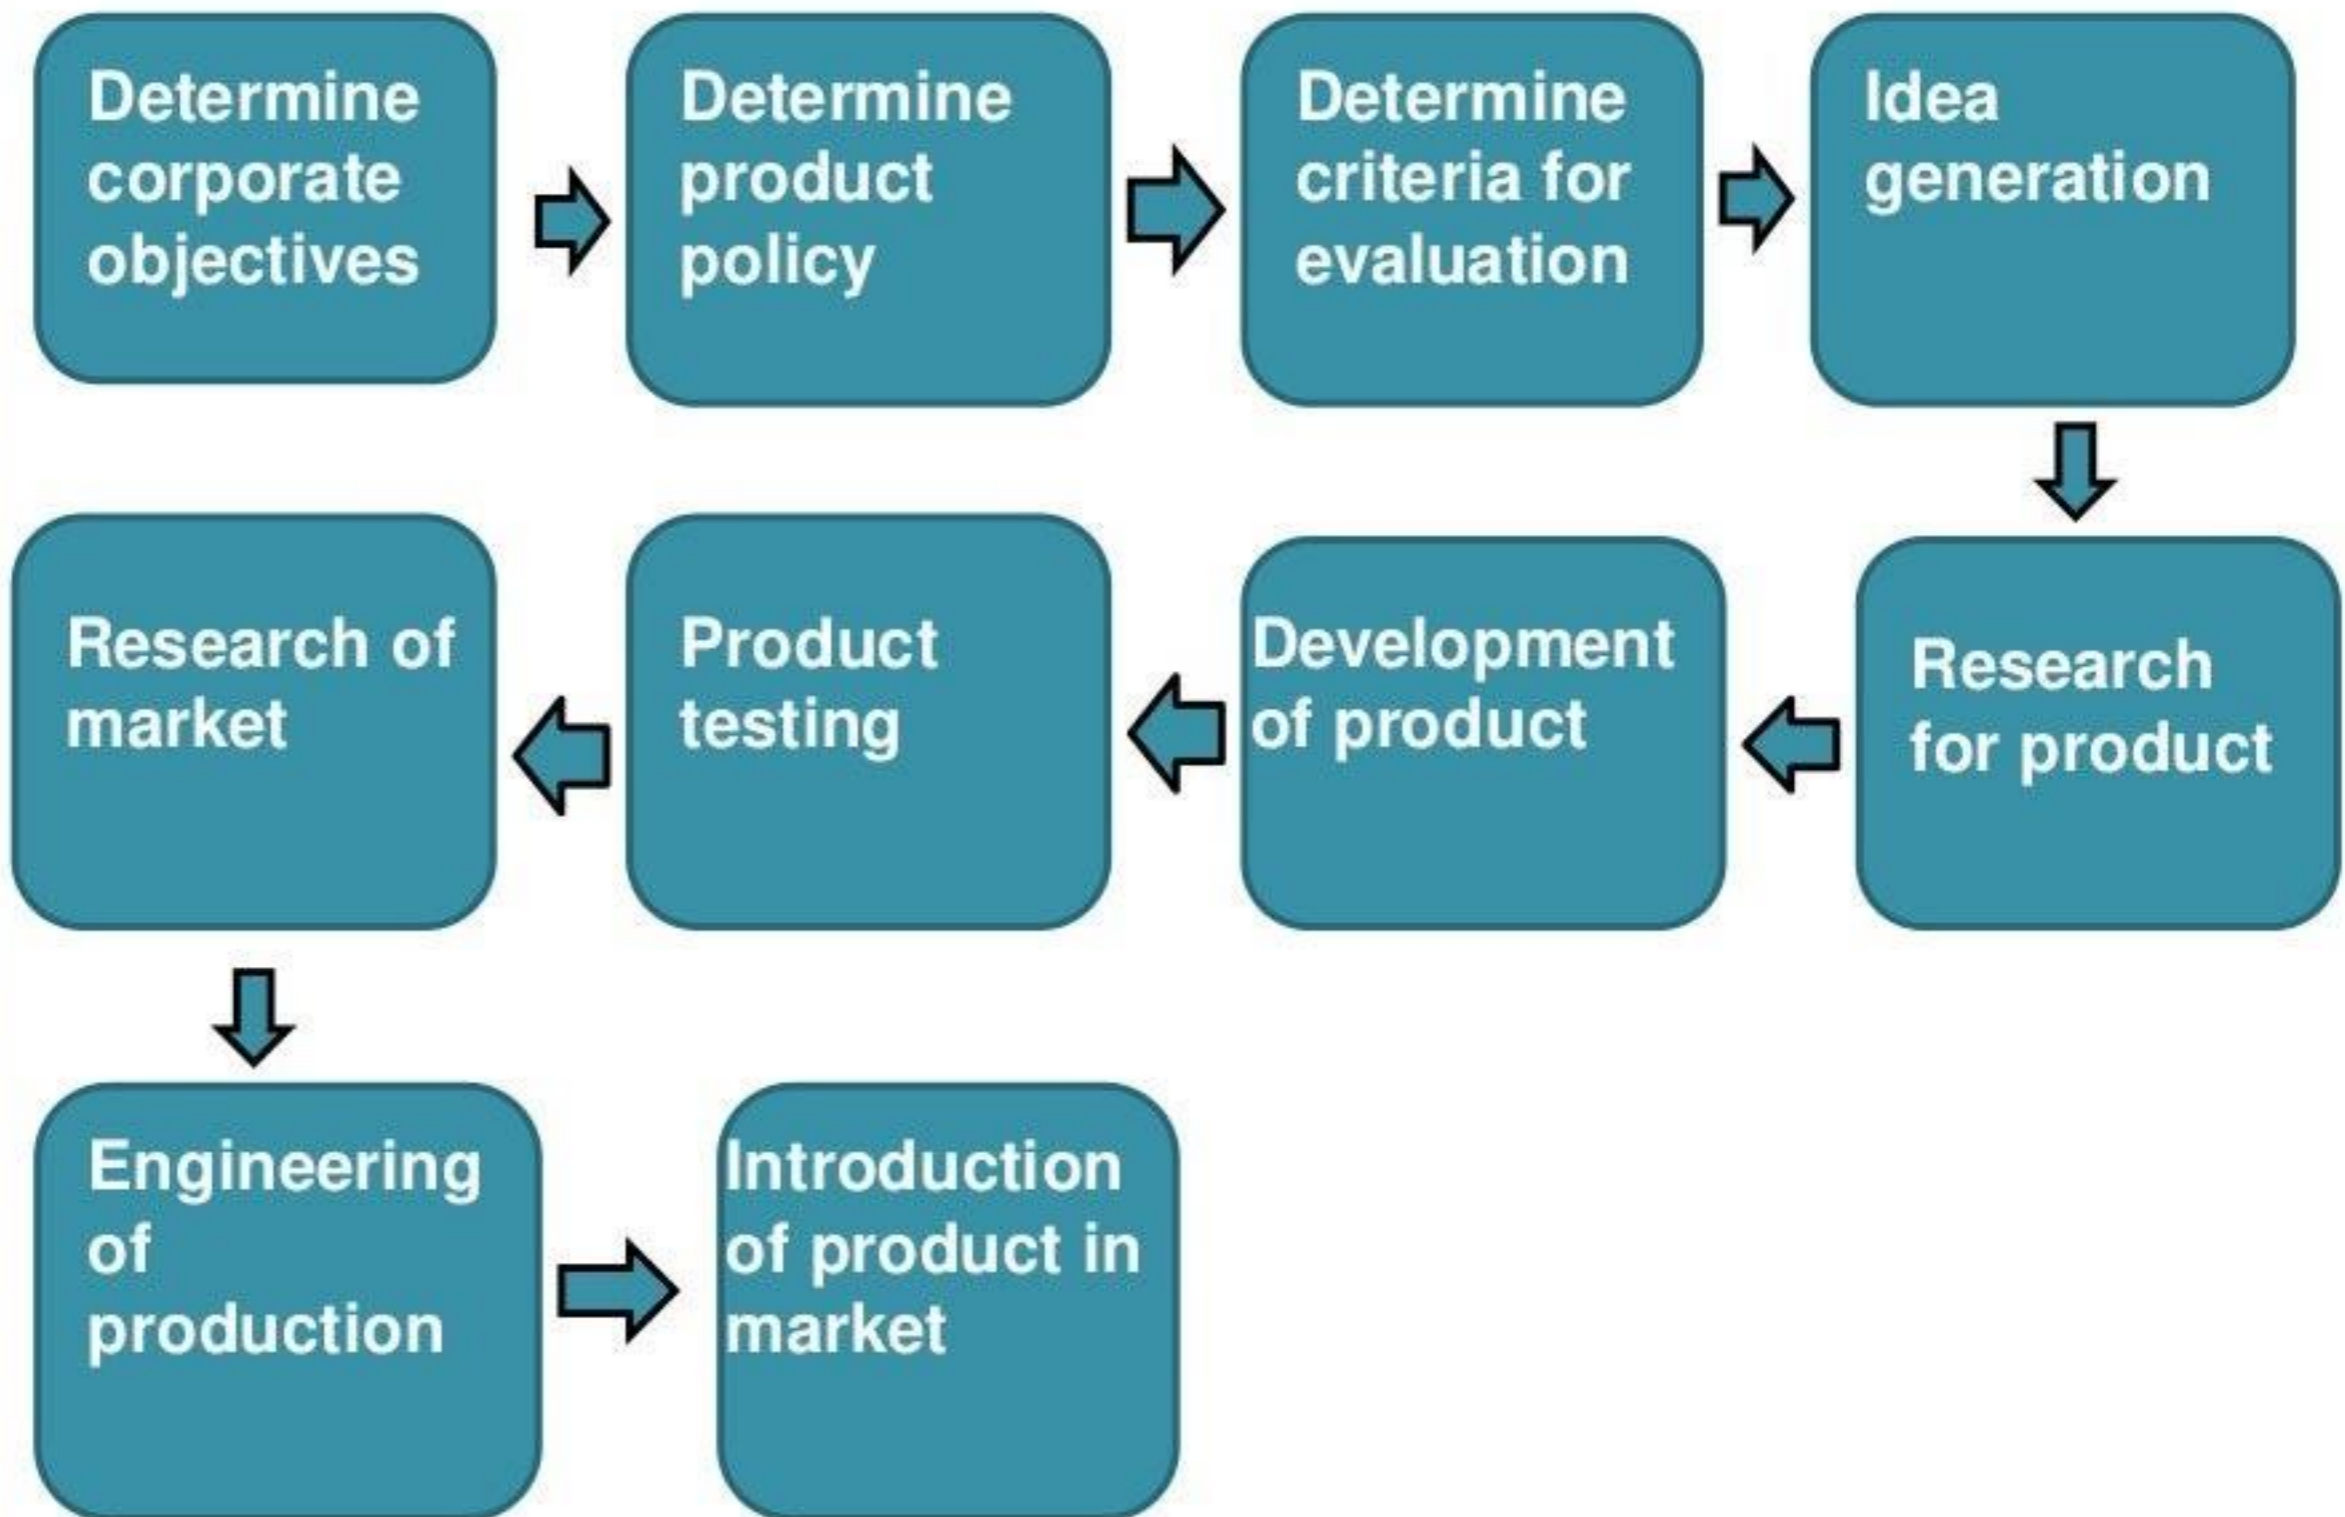 Determine
corporate
objectives
Determine
product
policy
Determine
criteria for
evaluation
Idea
generation
Research
for product
Development
of product
Product
testing
Research of
market
Engineering
of
production
Introduction
of product in
market